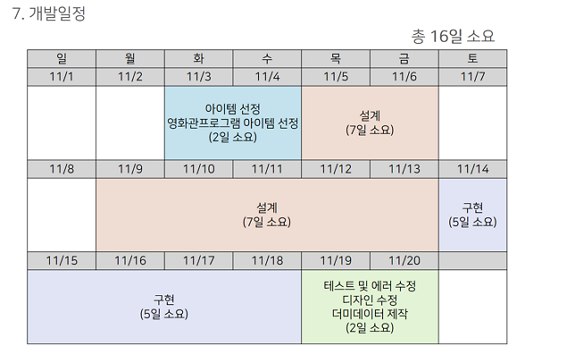 7. 개발일정
총 16일 소요
일 월 화 수 목 금 토
11/1 11/2 11/3 11/4 11/5 11/6 11/7
아이템 선정
영화관프로그램 아이템 선정
(2일 소요)
설계
(7일 소요)
11/8 11/9 11/10 11/11 11/12 11/13 11/14
설계
(7일 소요)
구현
(5일 소요)
11/15 11/16 11/17 11/18 11/19 11/20
구현
(5일 소요)
테스트 및 에러 수정
디자인 수정
더미데이터 제작
(2일 소요)